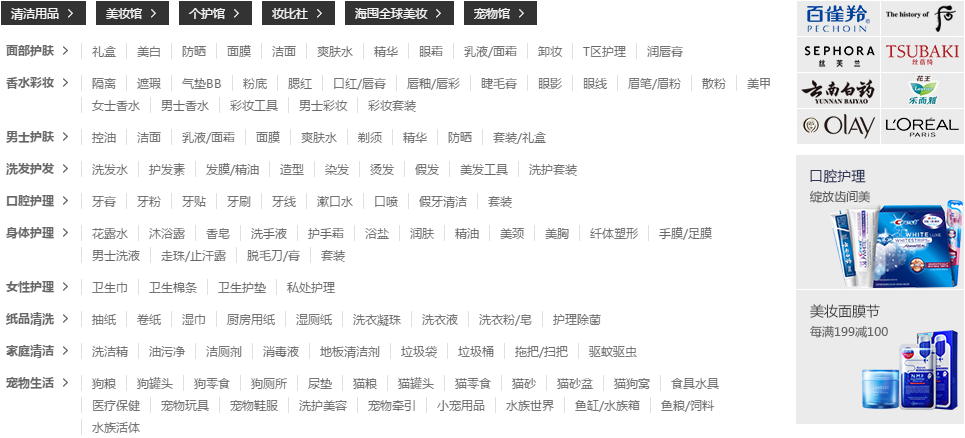 清洁用品 > 美妆馆 > 个护馆 > 妆比社 > 海囤全球美妆 > 宠物馆 >
面部护肤 > 礼盒 美白 防晒 面膜 洁面 爽肤水 精华 眼霜 乳液/面霜 卸妆 T区护理 润唇膏
香水彩妆 > 隔离 遮瑕 气垫BB 粉底 腮红 口红/唇膏 唇釉/唇彩 睫毛膏 眼影 眼线 眉笔/眉粉 散粉 美甲
女士香水 男士香水 彩妆工具 男士彩妆 彩妆套装
男士护肤 > 控油 洁面 乳液/面霜 面膜 爽肤水 剃须 精华 防晒 套装/礼盒
洗发护发 > 洗发水 护发素 发膜/精油 造型 染发 烫发 假发 美发工具 洗护套装
口腔护理 > 牙膏 牙粉 牙贴 牙刷 牙线 漱口水 口喷 假牙清洁 套装
身体护理 > 花露水 沐浴露 香皂 洗手液 护手霜 浴盐 润肤 精油 美颈 美胸 纤体塑形 手膜/足膜
男士洗液 走珠/止汗露 脱毛刀/膏 套装
女性护理 > 卫生巾 卫生棉条 卫生护垫 私处护理
纸品清洗 > 抽纸 卷纸 湿巾 厨房用纸 湿厕纸 洗衣凝珠 洗衣液 洗衣粉/皂 护理除菌
家庭清洁 > 洗洁精 油污净 洁厕剂 消毒液 地板清洁剂 垃圾袋 垃圾桶 拖把/扫把 驱蚊驱虫
宠物生活 > 狗粮 狗罐头 狗零食 狗厕所 尿垫 猫粮 猫罐头 猫零食 猫砂 猫砂盆 猫狗窝 食具水具
医疗保健 宠物玩具 宠物鞋服 洗护美容 宠物牵引 小宠用品 水族世界 鱼缸/水族箱 鱼粮/饲料
水族活体
百雀羚
PECHOIN
The history of 后
SEPHORA
丝芙兰
TSUBAKI
丝蓓绮
云南白药
YUNNAN BAIYAO
花王
乐而雅
OLAY
L'ORÉAL
PARIS
口腔护理
绽放齿间美
Crest
WHITE
WHITESTRIPS
美妆面膜节
每满199减100
NMF